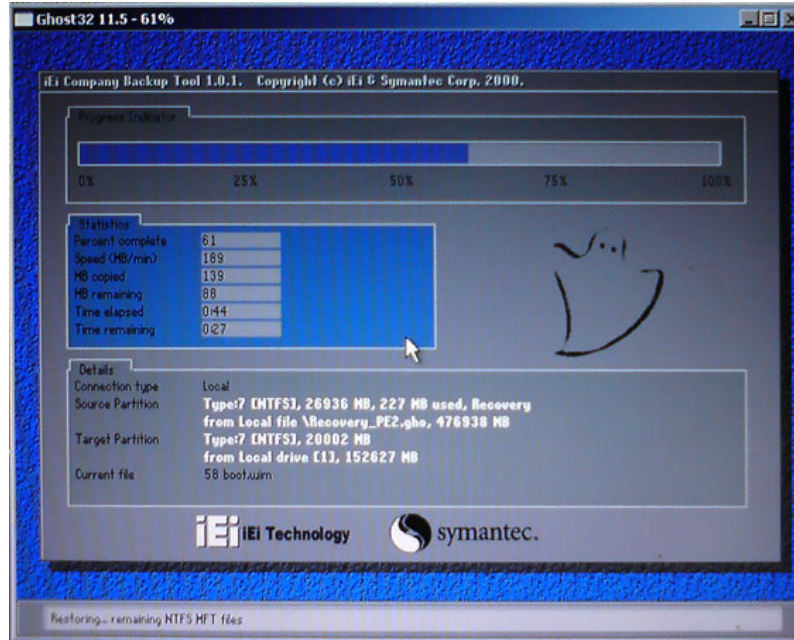 Ghost32 11.5 - 61%
iEi Company Backup Tool 1.0.1. Copyright (c) iEi & Symantec Corp. 2000.
Progress Indicator
0% 25% 50% 75% 100%
Statistics
Percent complete 61
Speed (MB/min) 189
MB copied 139
MB remaining 88
Time elapsed 0:44
Time remaining 0:27
Details
Connection type Local
Source Partition Type:7 [NTFS], 26936 MB, 227 MB used, Recovery
from Local file \Recovery_PE2.gho, 476938 MB
Target Partition Type:7 [NTFS], 20002 MB
from Local drive [1], 152627 MB
Current file 58 boot.wim
iEi iEi Technology symantec.
Restoring... remaining NTFS MFT files